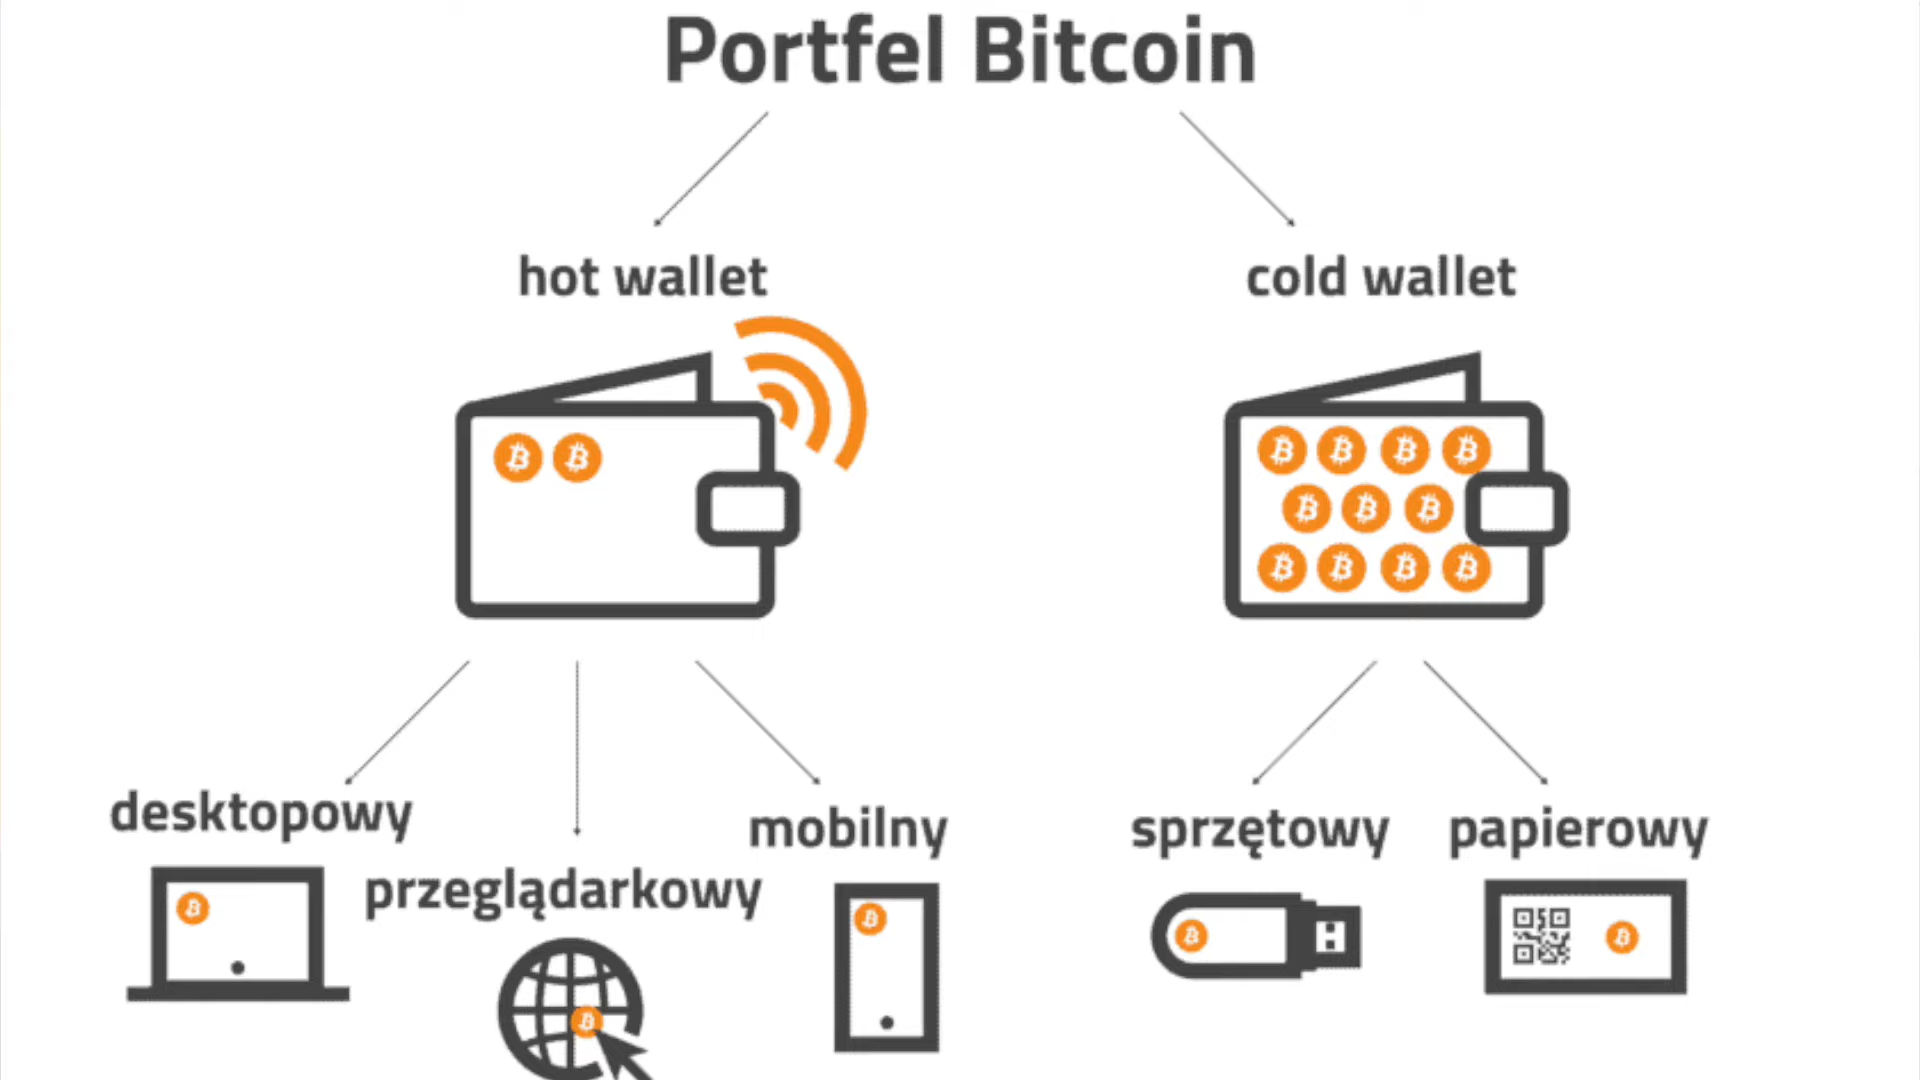 Portfel Bitcoin
hot wallet
cold wallet
desktopowy
przeglądarkowy
mobilny
sprzętowy
papierowy